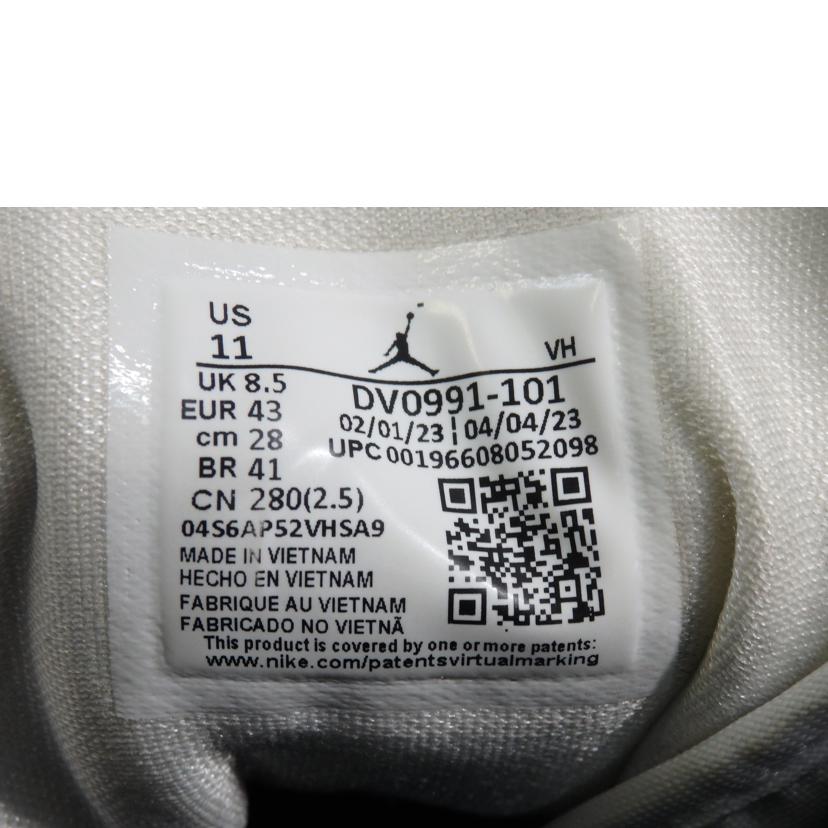 US
11
VH
UK 8.5
EUR 43
cm 28
BR 41
CN 280(2.5)
DV0991-101
02/01/23 | 04/04/23
UPC 00196608052098
04S6AP52VHSA9
MADE IN VIETNAM
HECHO EN VIETNAM
FABRIQUE AU VIETNAM
FABRICADO NO VIETNÃ
This product is covered by one or more patents:
www.nike.com/patentsvirtualmarking